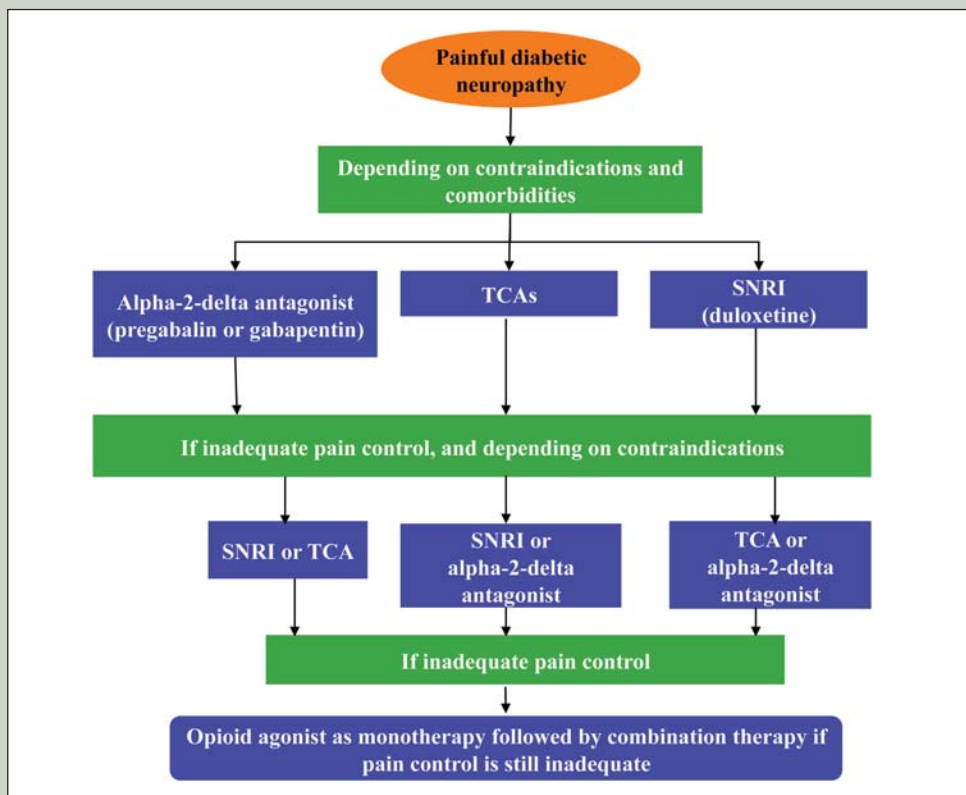 Painful diabetic
neuropathy
Depending on contraindications and
comorbidities
Alpha-2-delta antagonist
(pregabalin or gabapentin)
TCAs
SNRI
(duloxetine)
If inadequate pain control, and depending on contraindications
SNRI or TCA
SNRI or
alpha-2-delta
antagonist
TCA or
alpha-2-delta
antagonist
If inadequate pain control
Opioid agonist as monotherapy followed by combination therapy if
pain control is still inadequate